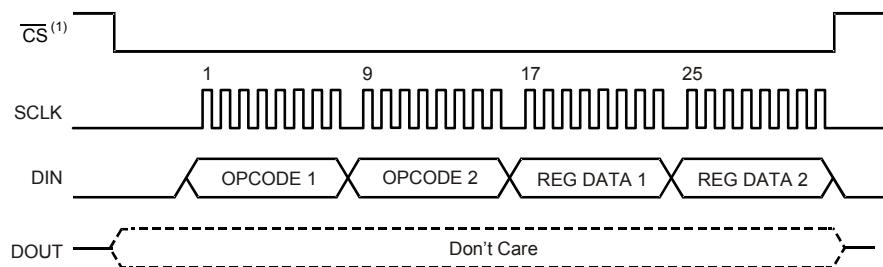 CS (1)
1 9 17 25
SCLK
DIN OPCODE 1 OPCODE 2 REG DATA 1 REG DATA 2
DOUT Don't Care